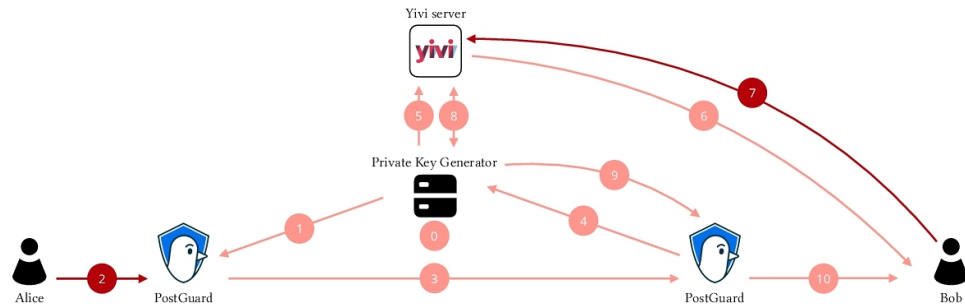 Yivi server
yivi
7
5
8
6
Private Key Generator
9
1
0
4
2
3
10
Alice
PostGuard
PostGuard
Bob